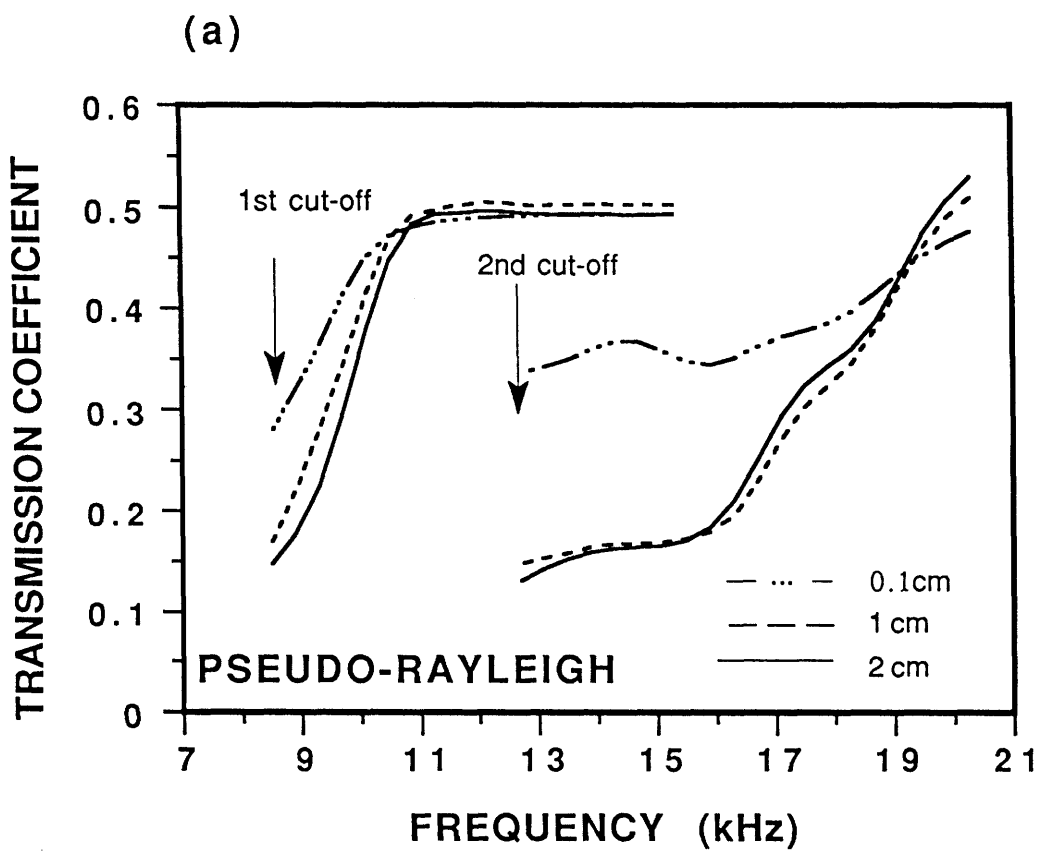 (a)
TRANSMISSION COEFFICIENT
0.6
0.5
0.4
0.3
0.2
0.1
0
1st cut-off
2nd cut-off
0.1cm
1 cm
2 cm
PSEUDO-RAYLEIGH
7 9 11 13 15 17 19 21
FREQUENCY (kHz)